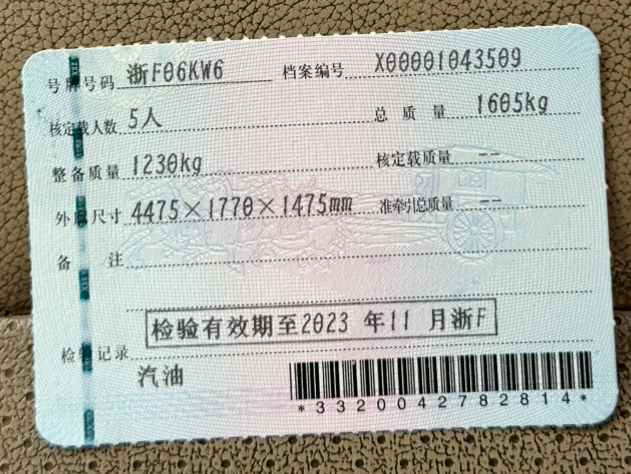 号牌号码 浙F06KW6 档案编号 X00001043509
核定载人数 5人 总质量 1605kg
整备质量 1230kg 核定载质量 --
外廓尺寸 4475×1770×1475mm 准牵引总质量 --
备注
检验有效期至2023 年11 月浙F
检验记录
汽油
*3320042782814*